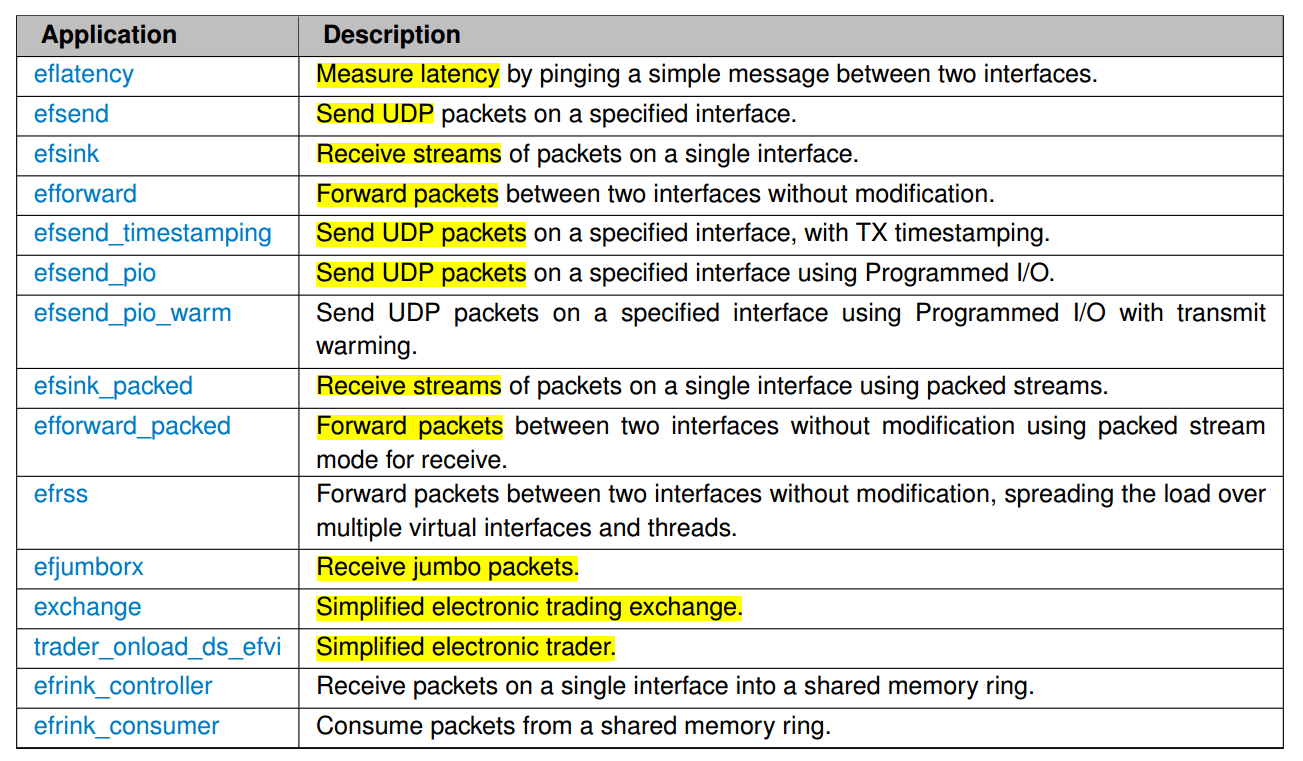 Application Description
eflatency Measure latency by pinging a simple message between two interfaces.
efsend Send UDP packets on a specified interface.
efsink Receive streams of packets on a single interface.
efforward Forward packets between two interfaces without modification.
efsend_timestamping Send UDP packets on a specified interface, with TX timestamping.
efsend_pio Send UDP packets on a specified interface using Programmed I/O.
efsend_pio_warm Send UDP packets on a specified interface using Programmed I/O with transmit
warming.
efsink_packed Receive streams of packets on a single interface using packed streams.
efforward_packed Forward packets between two interfaces without modification using packed stream
mode for receive.
efrss Forward packets between two interfaces without modification, spreading the load over
multiple virtual interfaces and threads.
efjumborx Receive jumbo packets.
exchange Simplified electronic trading exchange.
trader_onload_ds_efvi Simplified electronic trader.
efrink_controller Receive packets on a single interface into a shared memory ring.
efrink_consumer Consume packets from a shared memory ring.